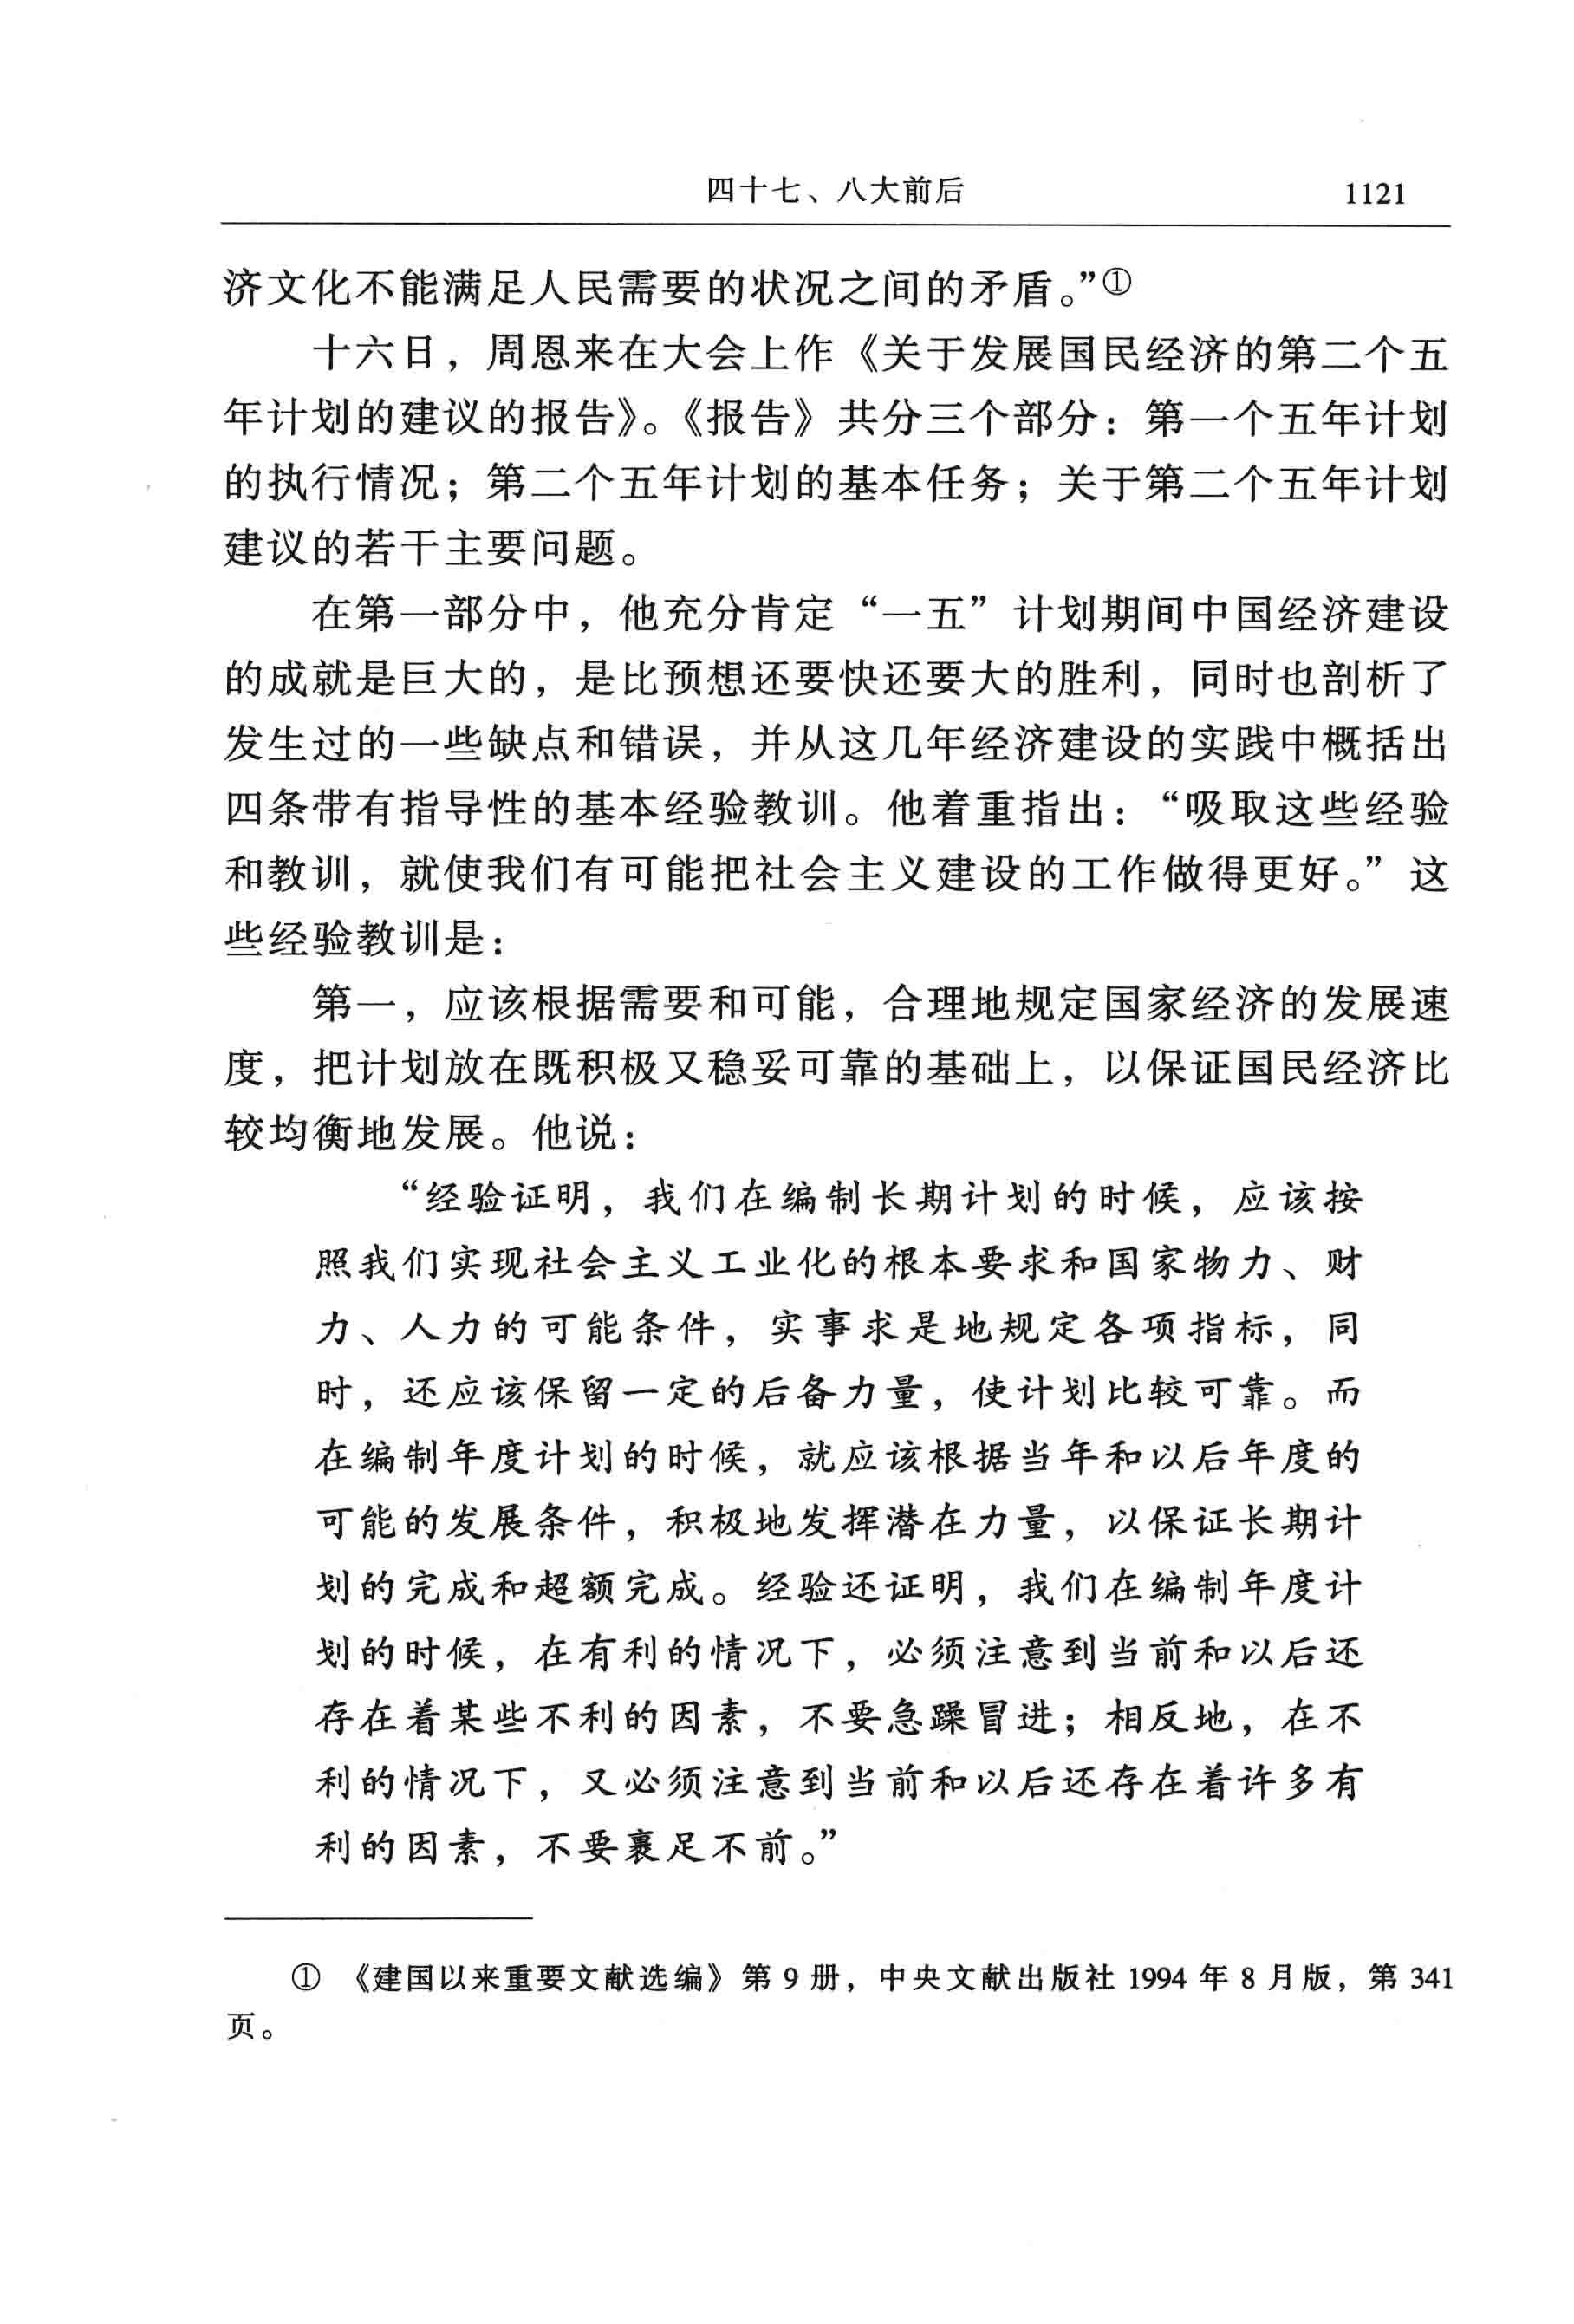 四十七、八大前后 1121
济文化不能满足人民需要的状况之间的矛盾。”①
十六日，周恩来在大会上作《关于发展国民经济的第二个五
年计划的建议的报告》。《报告》共分三个部分：第一个五年计划
的执行情况；第二个五年计划的基本任务；关于第二个五年计划
建议的若干主要问题。
在第一部分中，他充分肯定“一五”计划期间中国经济建设
的成就是巨大的，是比预想还要快还要大的胜利，同时也剖析了
发生过的一些缺点和错误，并从这几年经济建设的实践中概括出
四条带有指导性的基本经验教训。他着重指出：“吸取这些经验
和教训，就使我们有可能把社会主义建设的工作做得更好。”这
些经验教训是：
第一，应该根据需要和可能，合理地规定国家经济的发展速
度，把计划放在既积极又稳妥可靠的基础上，以保证国民经济比
较均衡地发展。他说：
“经验证明，我们在编制长期计划的时候，应该按
照我们实现社会主义工业化的根本要求和国家物力、财
力、人力的可能条件，实事求是地规定各项指标，同
时，还应该保留一定的后备力量，使计划比较可靠。而
在编制年度计划的时候，就应该根据当年和以后年度的
可能的发展条件，积极地发挥潜在力量，以保证长期计
划的完成和超额完成。经验还证明，我们在编制年度计
划的时候，在有利的情况下，必须注意到当前和以后还
存在着某些不利的因素，不要急躁冒进；相反地，在不
利的情况下，又必须注意到当前和以后还存在着许多有
利的因素，不要裹足不前。”
① 《建国以来重要文献选编》第 9 册，中央文献出版社 1994 年 8 月版，第 341
页。